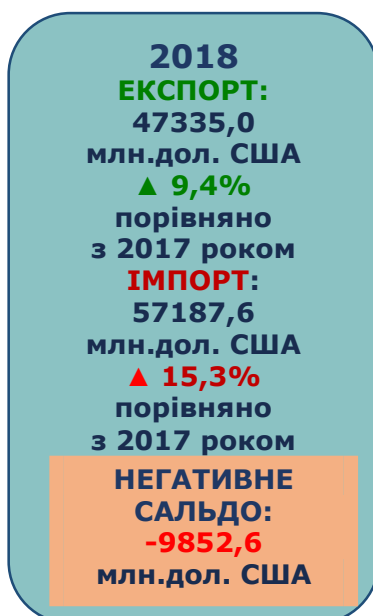 2018
ЕКСПОРТ:
47335,0
млн.дол. США
▲ 9,4%
порівняно
з 2017 роком
ІМПОРТ:
57187,6
млн.дол. США
▲ 15,3%
порівняно
з 2017 роком
НЕГАТИВНЕ
САЛЬДО:
-9852,6
млн.дол. США